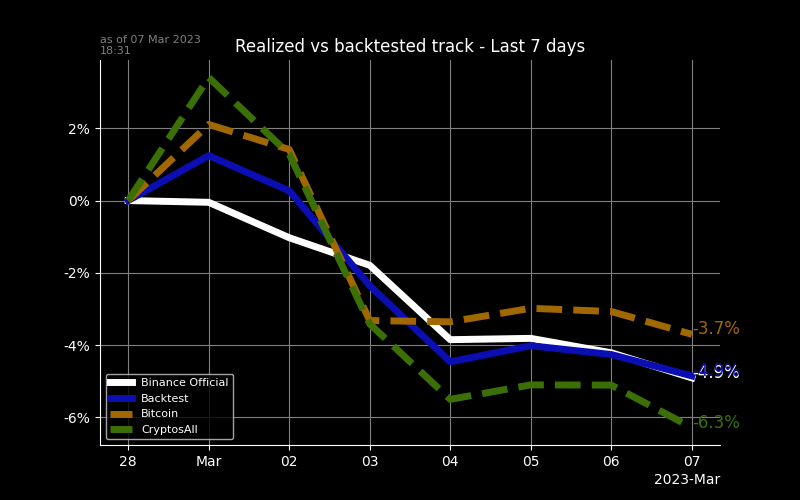 as of 07 Mar 2023
18:31
Realized vs backtested track - Last 7 days
2%
0%
-2%
-4%
-6%
-3.7%
-4.9%
-6.3%
Binance Official
Backtest
Bitcoin
CryptosAll
28 Mar 02 03 04 05 06 07
2023-Mar